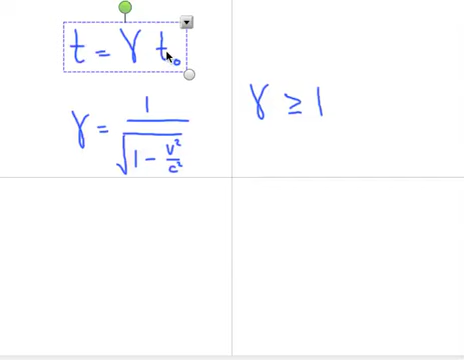 t = γ t₀
γ = 1 / √(1 - v²/c²)
γ ≥ 1